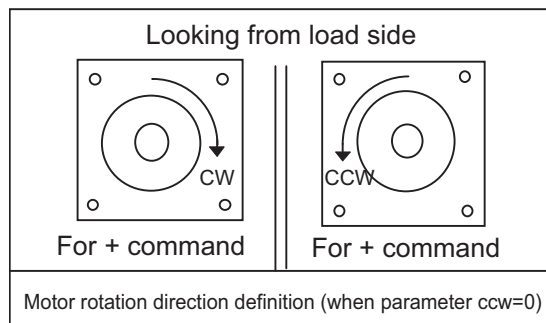 Looking from load side
CW
CCW
For + command
For + command
Motor rotation direction definition (when parameter ccw=0)